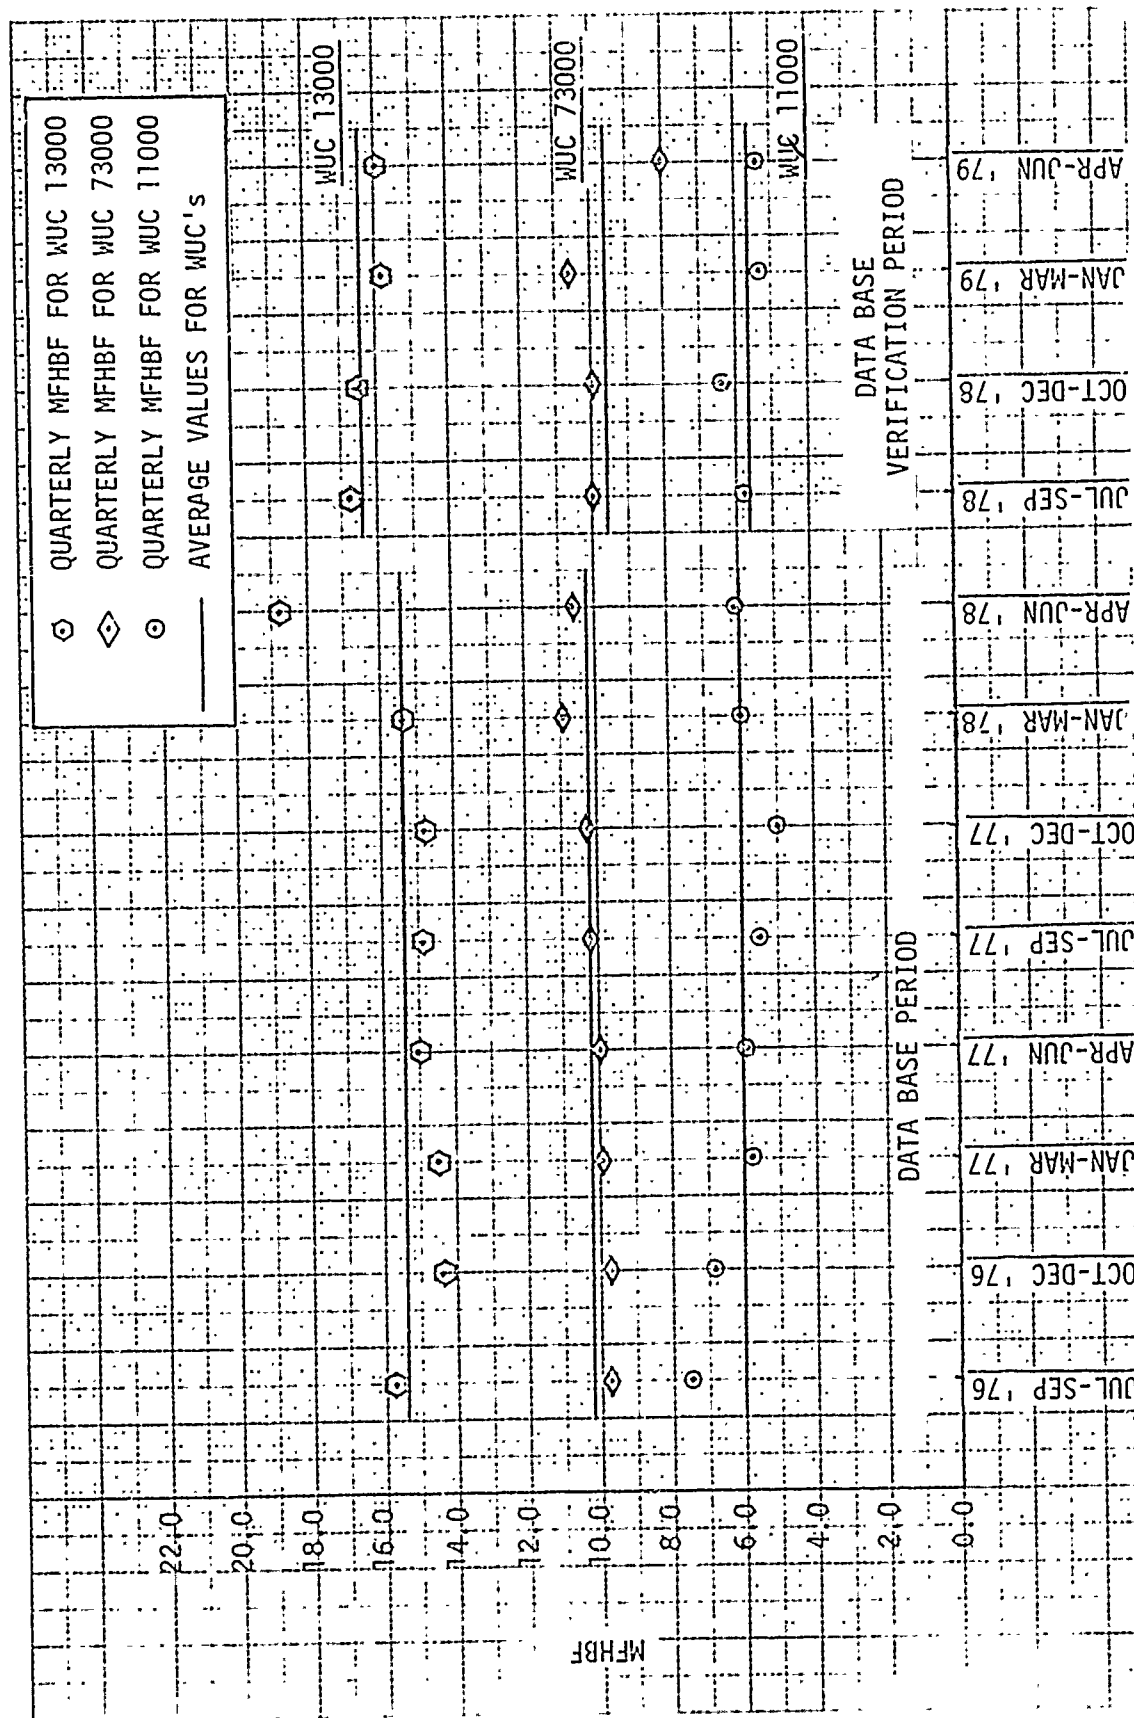 QUARTERLY MFHBF FOR WUC 13000
QUARTERLY MFHBF FOR WUC 73000
QUARTERLY MFHBF FOR WUC 11000
AVERAGE VALUES FOR WUC's
WUC 13000
WUC 73000
WUC 11000
MFHBF
22.0
20.0
18.0
16.0
14.0
12.0
10.0
8.0
6.0
4.0
2.0
0.0
DATA BASE PERIOD
DATA BASE
VERIFICATION PERIOD
JUL-SEP '76
OCT-DEC '76
JAN-MAR '77
APR-JUN '77
JUL-SEP '77
OCT-DEC '77
JAN-MAR '78
APR-JUN '78
JUL-SEP '78
OCT-DEC '78
JAN-MAR '79
APR-JUN '79